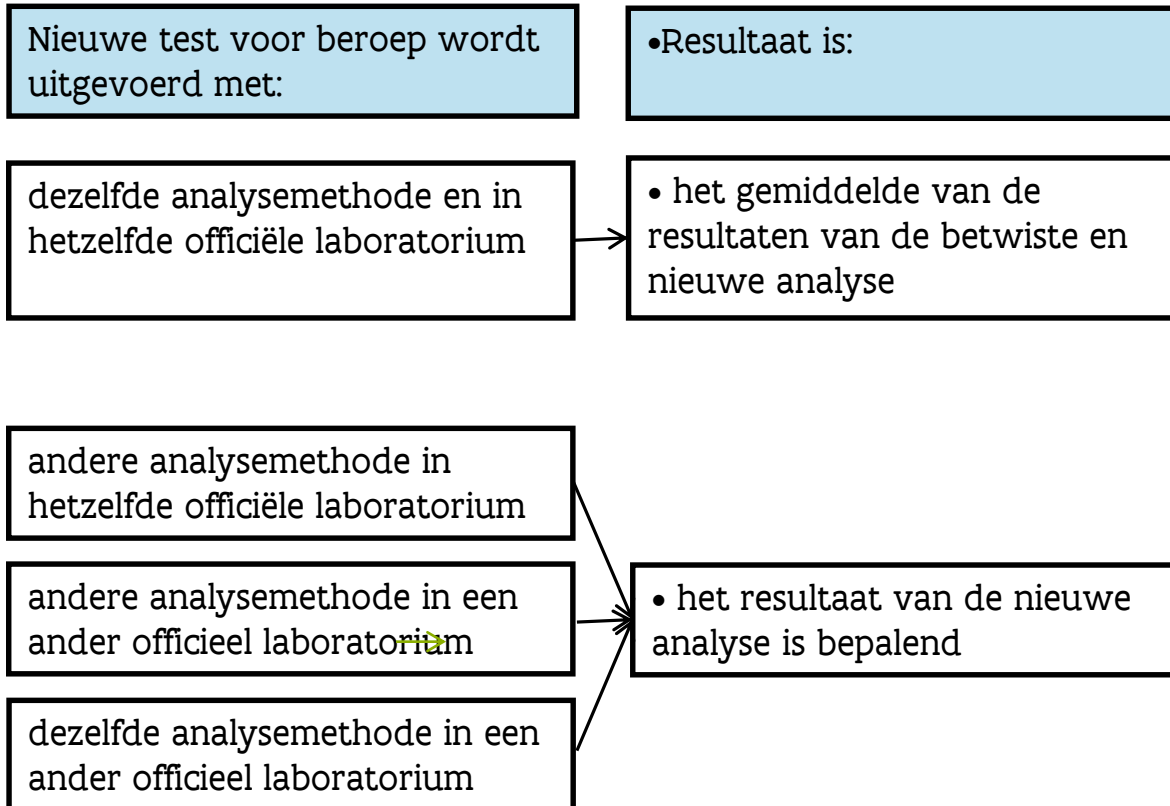 Nieuwe test voor beroep wordt
uitgevoerd met:
•Resultaat is:
dezelfde analysemethode en in
hetzelfde officiële laboratorium
• het gemiddelde van de
resultaten van de betwiste en
nieuwe analyse
andere analysemethode in
hetzelfde officiële laboratorium
andere analysemethode in een
ander officieel laboratorium
• het resultaat van de nieuwe
analyse is bepalend
dezelfde analysemethode in een
ander officieel laboratorium